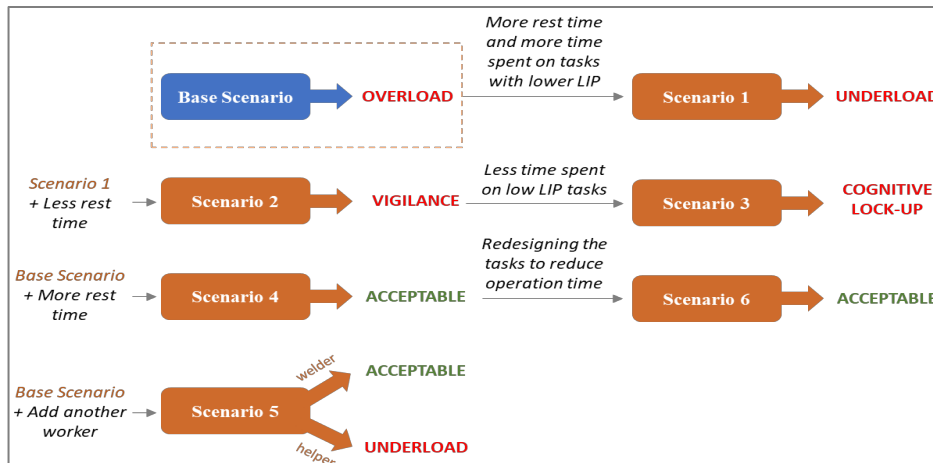 More rest time
and more time
spent on tasks
with lower LIP
Base Scenario
OVERLOAD
Scenario 1
UNDERLOAD
Scenario 1
+ Less rest
time
Scenario 2
VIGILANCE
Less time spent
on low LIP tasks
Scenario 3
COGNITIVE
LOCK-UP
Base Scenario
+ More rest
time
Scenario 4
ACCEPTABLE
Redesigning the
tasks to reduce
operation time
Scenario 6
ACCEPTABLE
Base Scenario
+ Add another
worker
Scenario 5
welder
ACCEPTABLE
helper
UNDERLOAD